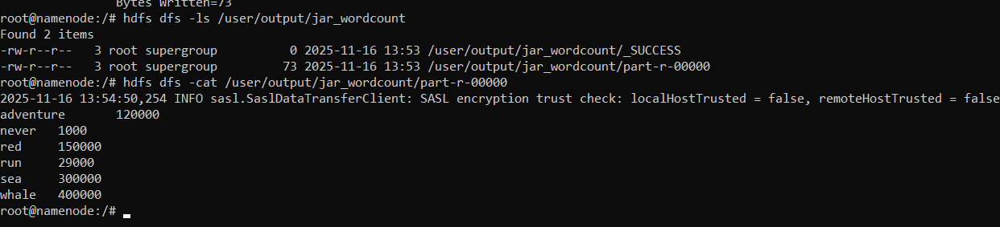 Bytes Written=73
root@namenode:/# hdfs dfs -ls /user/output/jar_wordcount
Found 2 items
-rw-r--r--   3 root supergroup          0 2025-11-16 13:53 /user/output/jar_wordcount/_SUCCESS
-rw-r--r--   3 root supergroup         73 2025-11-16 13:53 /user/output/jar_wordcount/part-r-00000
root@namenode:/# hdfs dfs -cat /user/output/jar_wordcount/part-r-00000
2025-11-16 13:54:50,254 INFO sasl.SaslDataTransferClient: SASL encryption trust check: localHostTrusted = false, remoteHostTrusted = false
adventure       120000
never   1000
red     150000
run     29000
sea     300000
whale   400000
root@namenode:/#